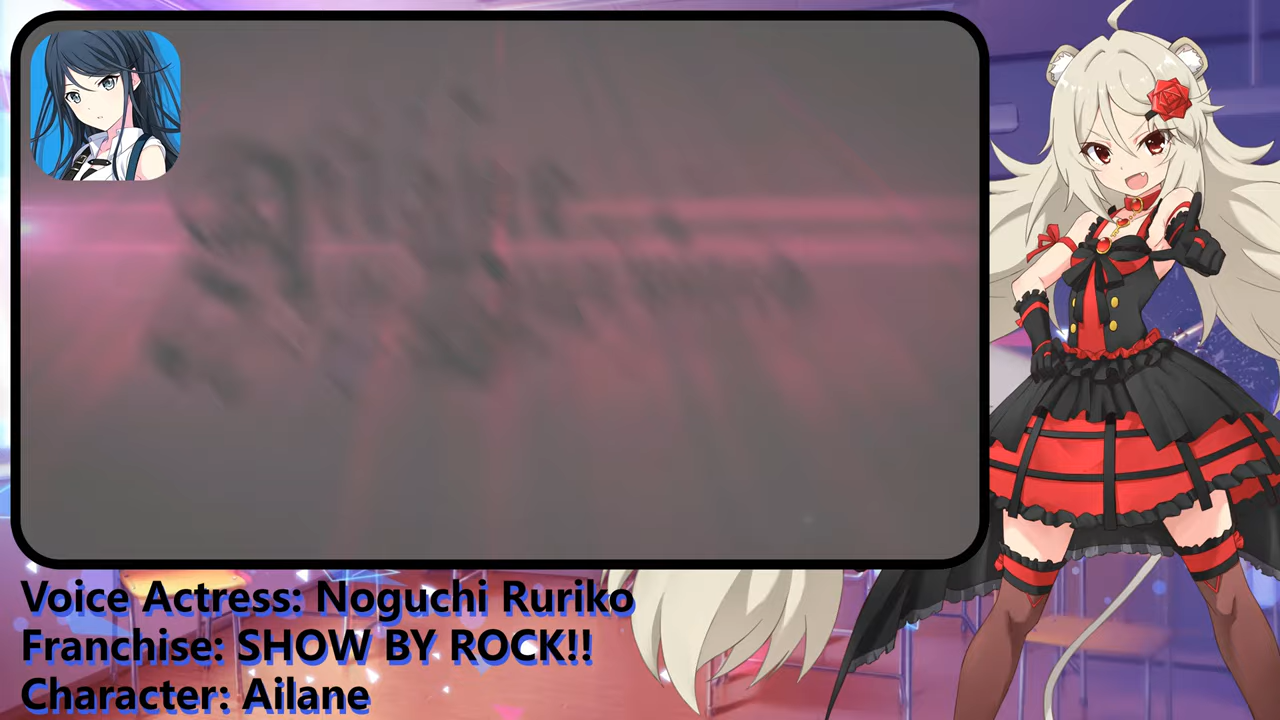 Voice Actress: Noguchi Ruriko
Franchise: SHOW BY ROCK!!
Character: Ailane